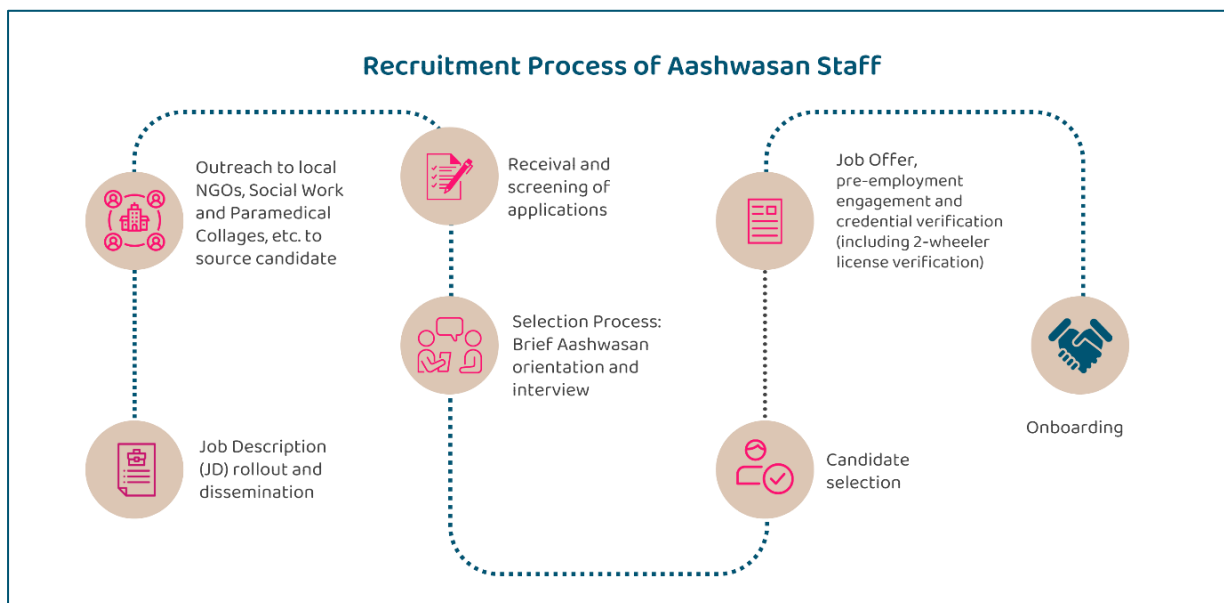 Recruitment Process of Aashwasan Staff
Outreach to local
NGOs, Social Work
and Paramedical
Collages, etc. to
source candidate
Job Description
(JD) rollout and
dissemination
Receival and
screening of
applications
Selection Process:
Brief Aashwasan
orientation and
interview
Job Offer,
pre-employment
engagement and
credential verification
(including 2-wheeler
license verification)
Candidate
selection
Onboarding